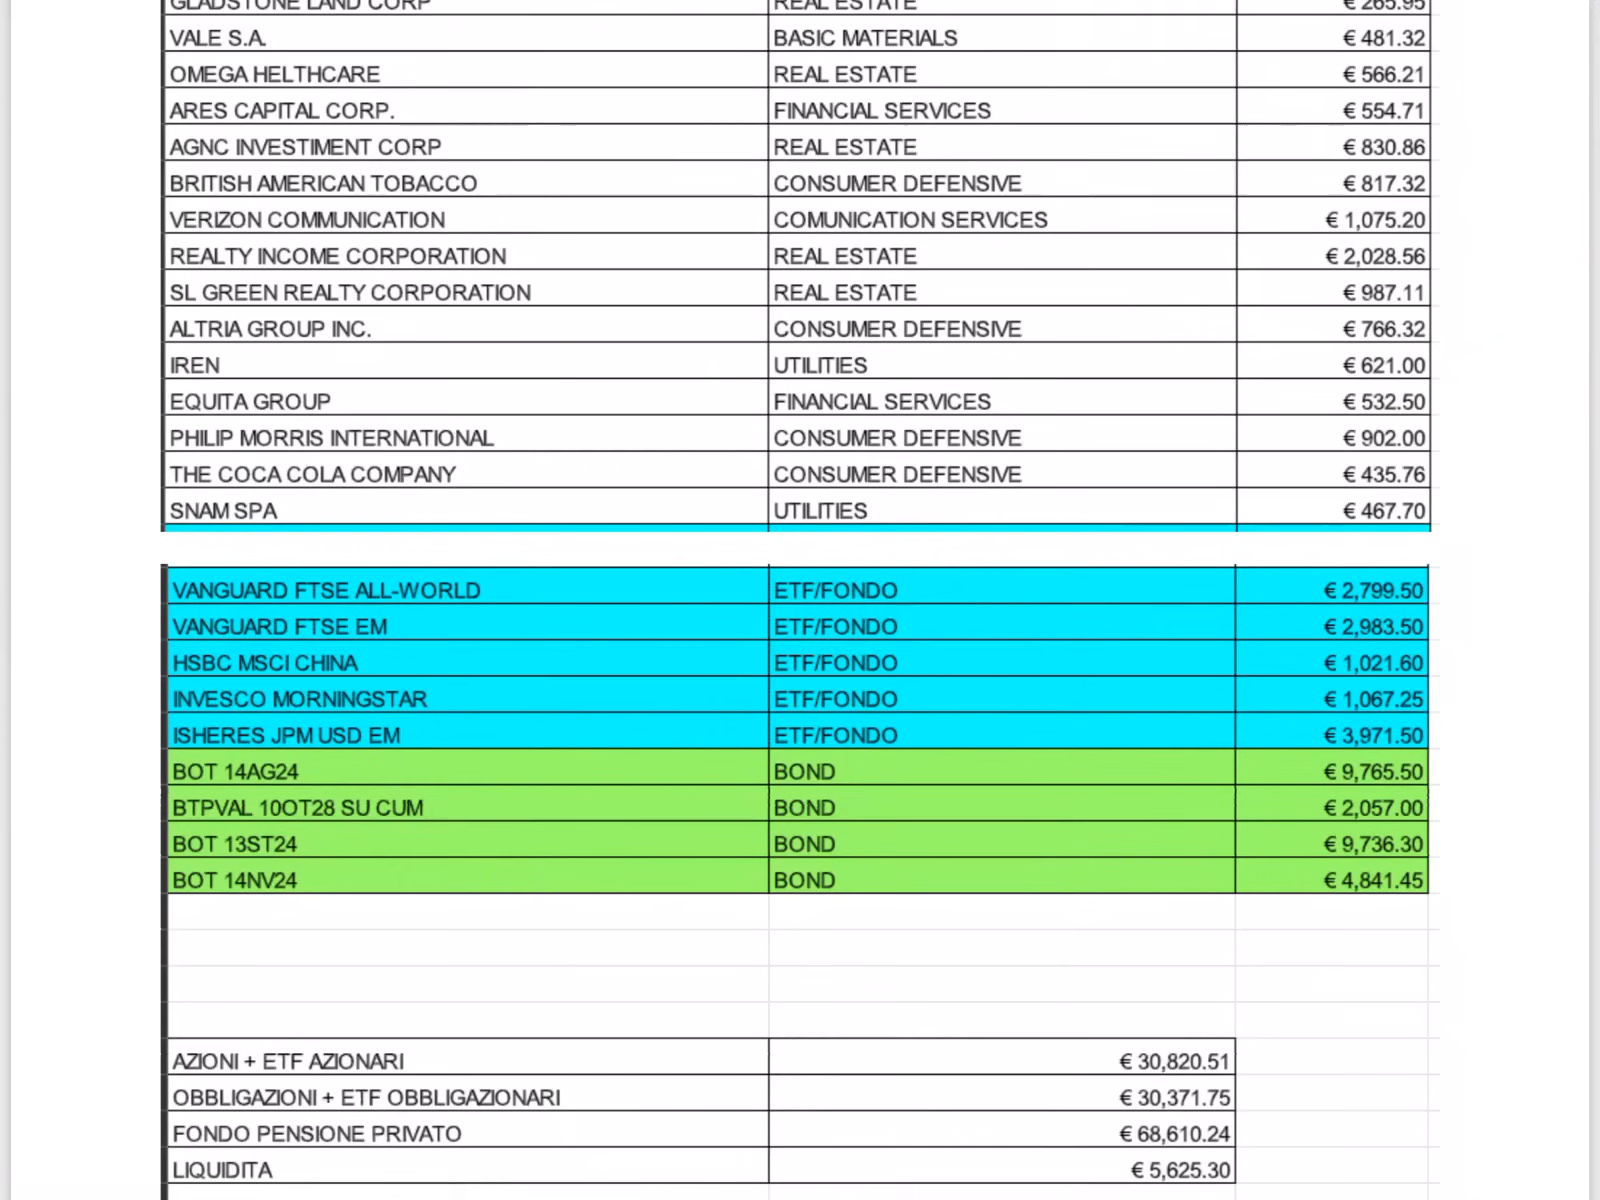 GLADSTONE LAND CORP REAL ESTATE € 265.95
VALE S.A. BASIC MATERIALS € 481.32
OMEGA HELTHCARE REAL ESTATE € 566.21
ARES CAPITAL CORP. FINANCIAL SERVICES € 554.71
AGNC INVESTIMENT CORP REAL ESTATE € 830.86
BRITISH AMERICAN TOBACCO CONSUMER DEFENSIVE € 817.32
VERIZON COMMUNICATION COMUNICATION SERVICES € 1,075.20
REALTY INCOME CORPORATION REAL ESTATE € 2,028.56
SL GREEN REALTY CORPORATION REAL ESTATE € 987.11
ALTRIA GROUP INC. CONSUMER DEFENSIVE € 766.32
IREN UTILITIES € 621.00
EQUITA GROUP FINANCIAL SERVICES € 532.50
PHILIP MORRIS INTERNATIONAL CONSUMER DEFENSIVE € 902.00
THE COCA COLA COMPANY CONSUMER DEFENSIVE € 435.76
SNAM SPA UTILITIES € 467.70
VANGUARD FTSE ALL-WORLD ETF/FONDO € 2,799.50
VANGUARD FTSE EM ETF/FONDO € 2,983.50
HSBC MSCI CHINA ETF/FONDO € 1,021.60
INVESCO MORNINGSTAR ETF/FONDO € 1,067.25
ISHERES JPM USD EM ETF/FONDO € 3,971.50
BOT 14AG24 BOND € 9,765.50
BTPVAL 10OT28 SU CUM BOND € 2,057.00
BOT 13ST24 BOND € 9,736.30
BOT 14NV24 BOND € 4,841.45
AZIONI + ETF AZIONARI € 30,820.51
OBBLIGAZIONI + ETF OBBLIGAZIONARI € 30,371.75
FONDO PENSIONE PRIVATO € 68,610.24
LIQUIDITA € 5,625.30